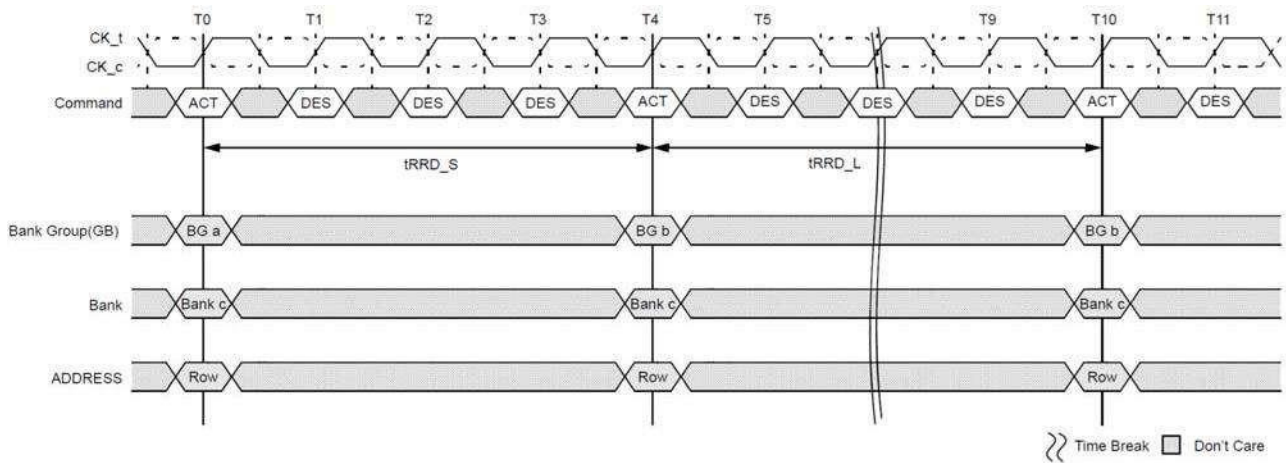 T0 T1 T2 T3 T4 T5 T9 T10 T11
CK_t
CK_c
Command ACT DES DES DES ACT DES DES DES ACT DES
tRRD_S tRRD_L
Bank Group(GB) BG a BG b BG b
Bank Bank c Bank c Bank c
ADDRESS Row Row Row
Time Break Don't Care